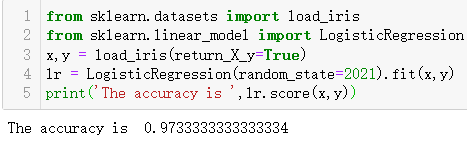 1 from sklearn.datasets import load_iris
2 from sklearn.linear_model import LogisticRegression
3 x,y = load_iris(return_X_y=True)
4 lr = LogisticRegression(random_state=2021).fit(x,y)
5 print('The accuracy is ',lr.score(x,y))
The accuracy is  0.9733333333333334